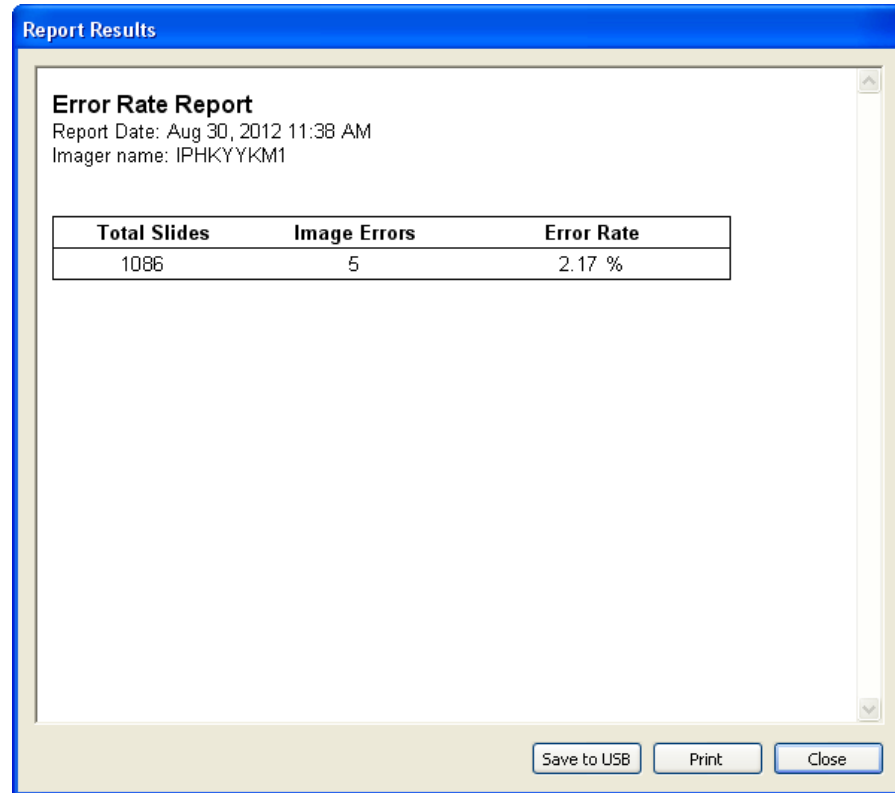 Report Results
Error Rate Report
Report Date: Aug 30, 2012 11:38 AM
Imager name: IPHKYYKM1
Total Slides Image Errors Error Rate
1086 5 2.17 %
Save to USB Print Close